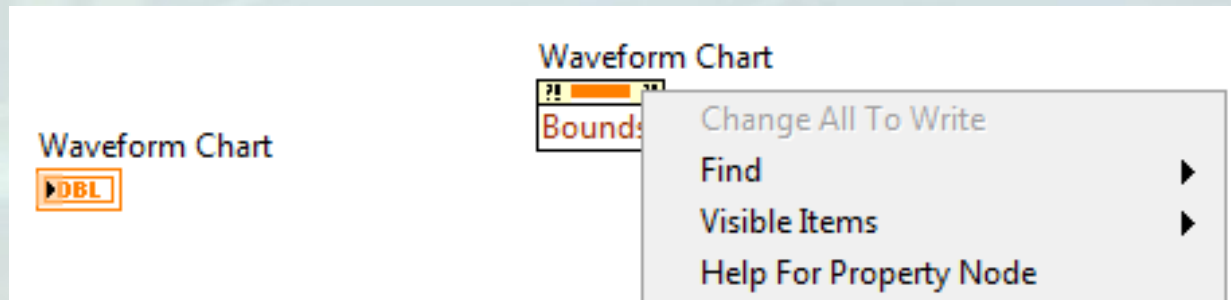 Waveform Chart
?! ?!
Bounds
Change All To Write
Find
Waveform Chart
DBL
Visible Items
Help For Property Node